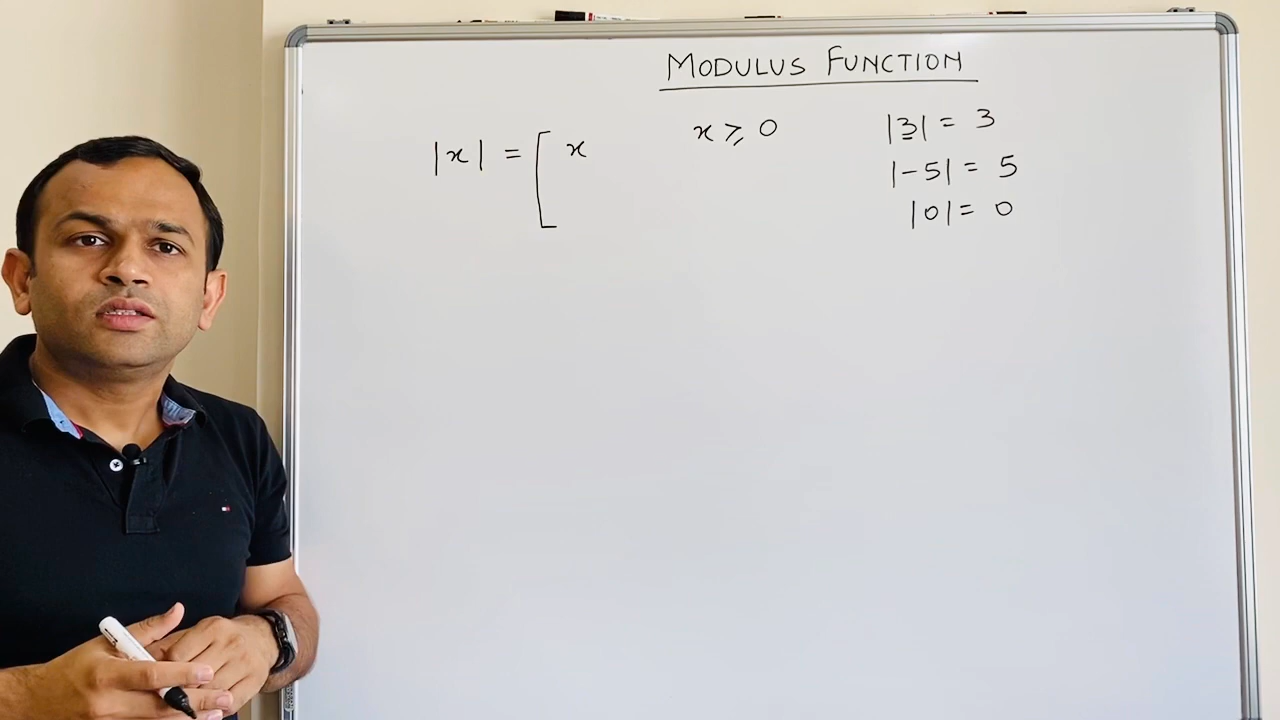 MODULUS FUNCTION
|x| = [ x x ⩾ 0
|3| = 3
|-5| = 5
|0| = 0